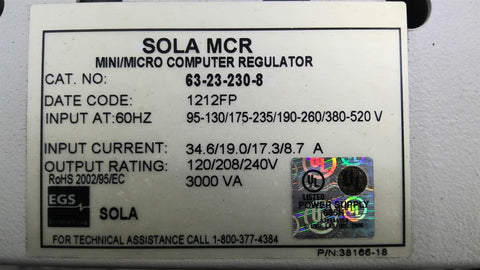 SOLA MCR
MINI/MICRO COMPUTER REGULATOR
CAT. NO: 63-23-230-8
DATE CODE: 1212FP
INPUT AT:60HZ 95-130/175-235/190-260/380-520 V
INPUT CURRENT: 34.6/19.0/17.3/8.7 A
OUTPUT RATING: 120/208/240V
RoHS 2002/95/EC 3000 VA
EGS
SOLA
UL
LISTED
POWER SUPPLY
FOR TECHNICAL ASSISTANCE CALL 1-800-377-4384
P/N:38166-18